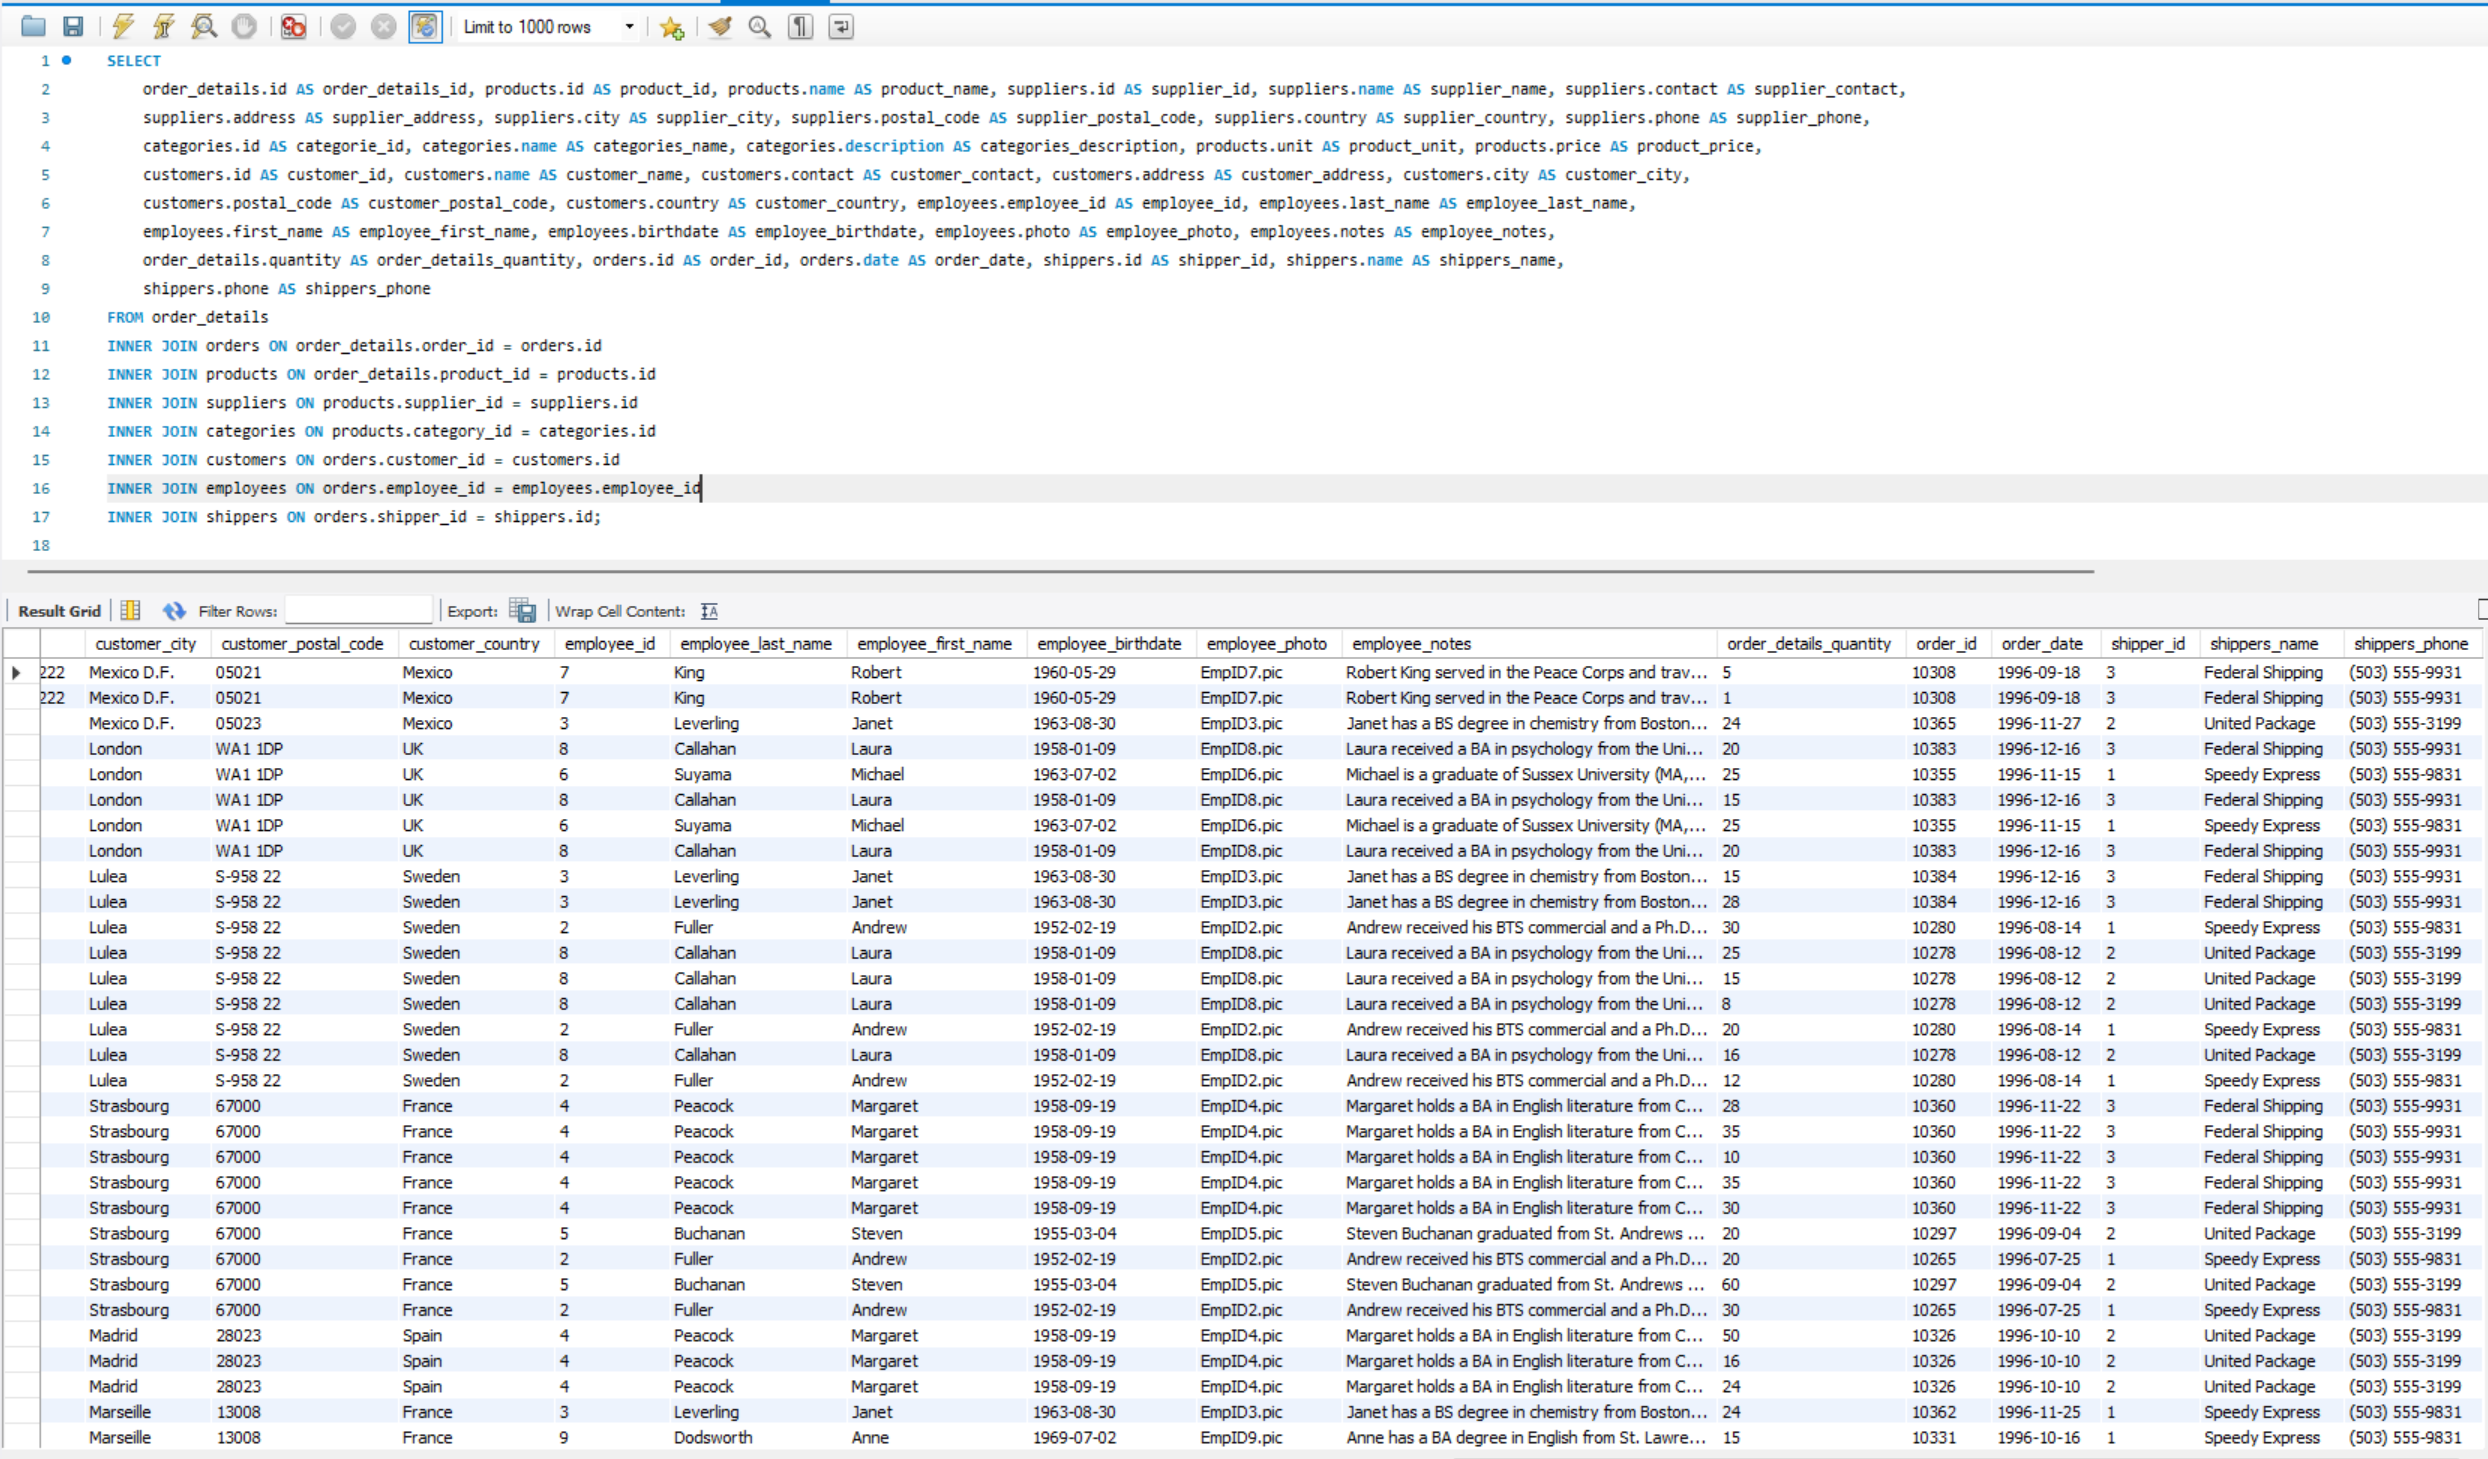 Limit to 1000 rows
1 SELECT
2 order_details.id AS order_details_id, products.id AS product_id, products.name AS product_name, suppliers.id AS supplier_id, suppliers.name AS supplier_name, suppliers.contact AS supplier_contact,
3 suppliers.address AS supplier_address, suppliers.city AS supplier_city, suppliers.postal_code AS supplier_postal_code, suppliers.country AS supplier_country, suppliers.phone AS supplier_phone,
4 categories.id AS categorie_id, categories.name AS categories_name, categories.description AS categories_description, products.unit AS product_unit, products.price AS product_price,
5 customers.id AS customer_id, customers.name AS customer_name, customers.contact AS customer_contact, customers.address AS customer_address, customers.city AS customer_city,
6 customers.postal_code AS customer_postal_code, customers.country AS customer_country, employees.employee_id AS employee_id, employees.last_name AS employee_last_name,
7 employees.first_name AS employee_first_name, employees.birthdate AS employee_birthdate, employees.photo AS employee_photo, employees.notes AS employee_notes,
8 order_details.quantity AS order_details_quantity, orders.id AS order_id, orders.date AS order_date, shippers.id AS shipper_id, shippers.name AS shippers_name,
9 shippers.phone AS shippers_phone
10 FROM order_details
11 INNER JOIN orders ON order_details.order_id = orders.id
12 INNER JOIN products ON order_details.product_id = products.id
13 INNER JOIN suppliers ON products.supplier_id = suppliers.id
14 INNER JOIN categories ON products.category_id = categories.id
15 INNER JOIN customers ON orders.customer_id = customers.id
16 INNER JOIN employees ON orders.employee_id = employees.employee_id
17 INNER JOIN shippers ON orders.shipper_id = shippers.id;
18
Result Grid Filter Rows: Export: Wrap Cell Content:
customer_city customer_postal_code customer_country employee_id employee_last_name employee_first_name employee_birthdate employee_photo employee_notes order_details_quantity order_id order_date shipper_id shippers_name shippers_phone
222 Mexico D.F. 05021 Mexico 7 King Robert 1960-05-29 EmpID7.pic Robert King served in the Peace Corps and trav... 5 10308 1996-09-18 3 Federal Shipping (503) 555-9931
222 Mexico D.F. 05021 Mexico 7 King Robert 1960-05-29 EmpID7.pic Robert King served in the Peace Corps and trav... 1 10308 1996-09-18 3 Federal Shipping (503) 555-9931
Mexico D.F. 05023 Mexico 3 Leverling Janet 1963-08-30 EmpID3.pic Janet has a BS degree in chemistry from Boston... 24 10365 1996-11-27 2 United Package (503) 555-3199
London WA1 1DP UK 8 Callahan Laura 1958-01-09 EmpID8.pic Laura received a BA in psychology from the Uni... 20 10383 1996-12-16 3 Federal Shipping (503) 555-9931
London WA1 1DP UK 6 Suyama Michael 1963-07-02 EmpID6.pic Michael is a graduate of Sussex University (MA,... 25 10355 1996-11-15 1 Speedy Express (503) 555-9831
London WA1 1DP UK 8 Callahan Laura 1958-01-09 EmpID8.pic Laura received a BA in psychology from the Uni... 15 10383 1996-12-16 3 Federal Shipping (503) 555-9931
London WA1 1DP UK 6 Suyama Michael 1963-07-02 EmpID6.pic Michael is a graduate of Sussex University (MA,... 25 10355 1996-11-15 1 Speedy Express (503) 555-9831
London WA1 1DP UK 8 Callahan Laura 1958-01-09 EmpID8.pic Laura received a BA in psychology from the Uni... 20 10383 1996-12-16 3 Federal Shipping (503) 555-9931
Lulea S-958 22 Sweden 3 Leverling Janet 1963-08-30 EmpID3.pic Janet has a BS degree in chemistry from Boston... 15 10384 1996-12-16 3 Federal Shipping (503) 555-9931
Lulea S-958 22 Sweden 3 Leverling Janet 1963-08-30 EmpID3.pic Janet has a BS degree in chemistry from Boston... 28 10384 1996-12-16 3 Federal Shipping (503) 555-9931
Lulea S-958 22 Sweden 2 Fuller Andrew 1952-02-19 EmpID2.pic Andrew received his BTS commercial and a Ph.D... 30 10280 1996-08-14 1 Speedy Express (503) 555-9831
Lulea S-958 22 Sweden 8 Callahan Laura 1958-01-09 EmpID8.pic Laura received a BA in psychology from the Uni... 25 10278 1996-08-12 2 United Package (503) 555-3199
Lulea S-958 22 Sweden 8 Callahan Laura 1958-01-09 EmpID8.pic Laura received a BA in psychology from the Uni... 15 10278 1996-08-12 2 United Package (503) 555-3199
Lulea S-958 22 Sweden 8 Callahan Laura 1958-01-09 EmpID8.pic Laura received a BA in psychology from the Uni... 8 10278 1996-08-12 2 United Package (503) 555-3199
Lulea S-958 22 Sweden 2 Fuller Andrew 1952-02-19 EmpID2.pic Andrew received his BTS commercial and a Ph.D... 20 10280 1996-08-14 1 Speedy Express (503) 555-9831
Lulea S-958 22 Sweden 8 Callahan Laura 1958-01-09 EmpID8.pic Laura received a BA in psychology from the Uni... 16 10278 1996-08-12 2 United Package (503) 555-3199
Lulea S-958 22 Sweden 2 Fuller Andrew 1952-02-19 EmpID2.pic Andrew received his BTS commercial and a Ph.D... 12 10280 1996-08-14 1 Speedy Express (503) 555-9831
Strasbourg 67000 France 4 Peacock Margaret 1958-09-19 EmpID4.pic Margaret holds a BA in English literature from C... 28 10360 1996-11-22 3 Federal Shipping (503) 555-9931
Strasbourg 67000 France 4 Peacock Margaret 1958-09-19 EmpID4.pic Margaret holds a BA in English literature from C... 35 10360 1996-11-22 3 Federal Shipping (503) 555-9931
Strasbourg 67000 France 4 Peacock Margaret 1958-09-19 EmpID4.pic Margaret holds a BA in English literature from C... 10 10360 1996-11-22 3 Federal Shipping (503) 555-9931
Strasbourg 67000 France 4 Peacock Margaret 1958-09-19 EmpID4.pic Margaret holds a BA in English literature from C... 35 10360 1996-11-22 3 Federal Shipping (503) 555-9931
Strasbourg 67000 France 4 Peacock Margaret 1958-09-19 EmpID4.pic Margaret holds a BA in English literature from C... 30 10360 1996-11-22 3 Federal Shipping (503) 555-9931
Strasbourg 67000 France 5 Buchanan Steven 1955-03-04 EmpID5.pic Steven Buchanan graduated from St. Andrews ... 20 10297 1996-09-04 2 United Package (503) 555-3199
Strasbourg 67000 France 2 Fuller Andrew 1952-02-19 EmpID2.pic Andrew received his BTS commercial and a Ph.D... 20 10265 1996-07-25 1 Speedy Express (503) 555-9831
Strasbourg 67000 France 5 Buchanan Steven 1955-03-04 EmpID5.pic Steven Buchanan graduated from St. Andrews ... 60 10297 1996-09-04 2 United Package (503) 555-3199
Strasbourg 67000 France 2 Fuller Andrew 1952-02-19 EmpID2.pic Andrew received his BTS commercial and a Ph.D... 30 10265 1996-07-25 1 Speedy Express (503) 555-9831
Madrid 28023 Spain 4 Peacock Margaret 1958-09-19 EmpID4.pic Margaret holds a BA in English literature from C... 50 10326 1996-10-10 2 United Package (503) 555-3199
Madrid 28023 Spain 4 Peacock Margaret 1958-09-19 EmpID4.pic Margaret holds a BA in English literature from C... 16 10326 1996-10-10 2 United Package (503) 555-3199
Madrid 28023 Spain 4 Peacock Margaret 1958-09-19 EmpID4.pic Margaret holds a BA in English literature from C... 24 10326 1996-10-10 2 United Package (503) 555-3199
Marseille 13008 France 3 Leverling Janet 1963-08-30 EmpID3.pic Janet has a BS degree in chemistry from Boston... 24 10362 1996-11-25 1 Speedy Express (503) 555-9831
Marseille 13008 France 9 Dodsworth Anne 1969-07-02 EmpID9.pic Anne has a BA degree in English from St. Lawre... 15 10331 1996-10-16 1 Speedy Express (503) 555-9831